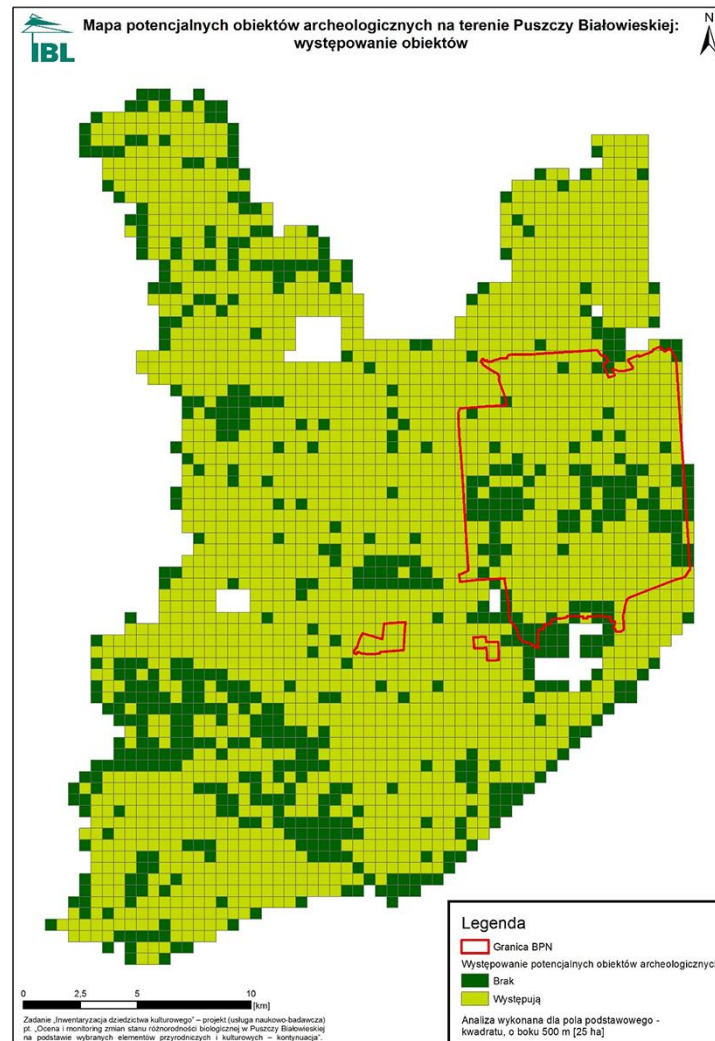 IBL
Mapa potencjalnych obiektów archeologicznych na terenie Puszczy Białowieskiej:
występowanie obiektów
N
Legenda
Granica BPN
Występowanie potencjalnych obiektów archeologicznych
Brak
Występują
Analiza wykonana dla pola podstawowego -
kwadratu, o boku 500 m [25 ha]
0 2,5 5 10
[km]
Zadanie „Inwentaryzacja dziedzictwa kulturowego" – projekt (usługa naukowo-badawcza)
pt. „Ocena i monitoring zmian stanu różnorodności biologicznej w Puszczy Białowieskiej
na podstawie wybranych elementów przyrodniczych i kulturowych – kontynuacja".